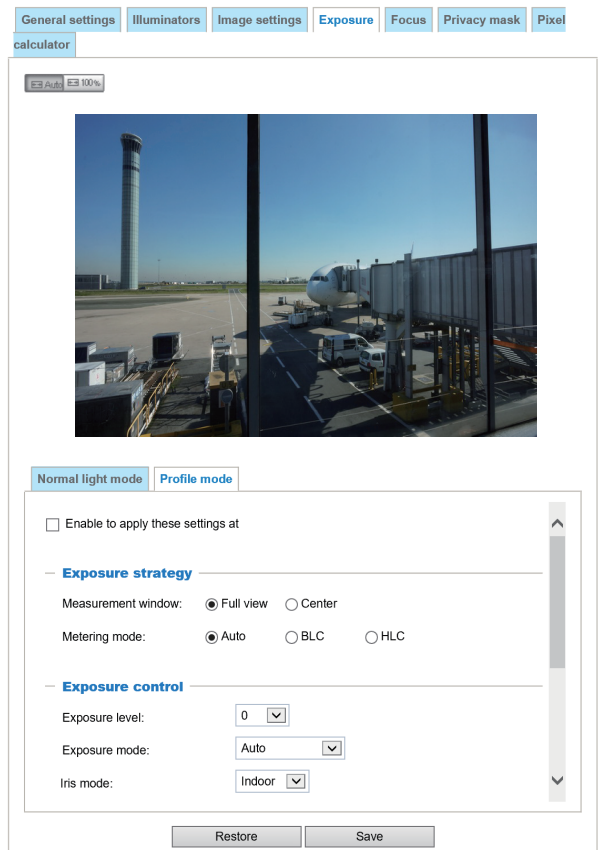 General settings Illuminators Image settings Exposure Focus Privacy mask Pixel
calculator
Auto 100%
Normal light mode Profile mode
Enable to apply these settings at
Exposure strategy
Measurement window: Full view Center
Metering mode: Auto BLC HLC
Exposure control
Exposure level: 0
Exposure mode: Auto
Iris mode: Indoor
Restore Save